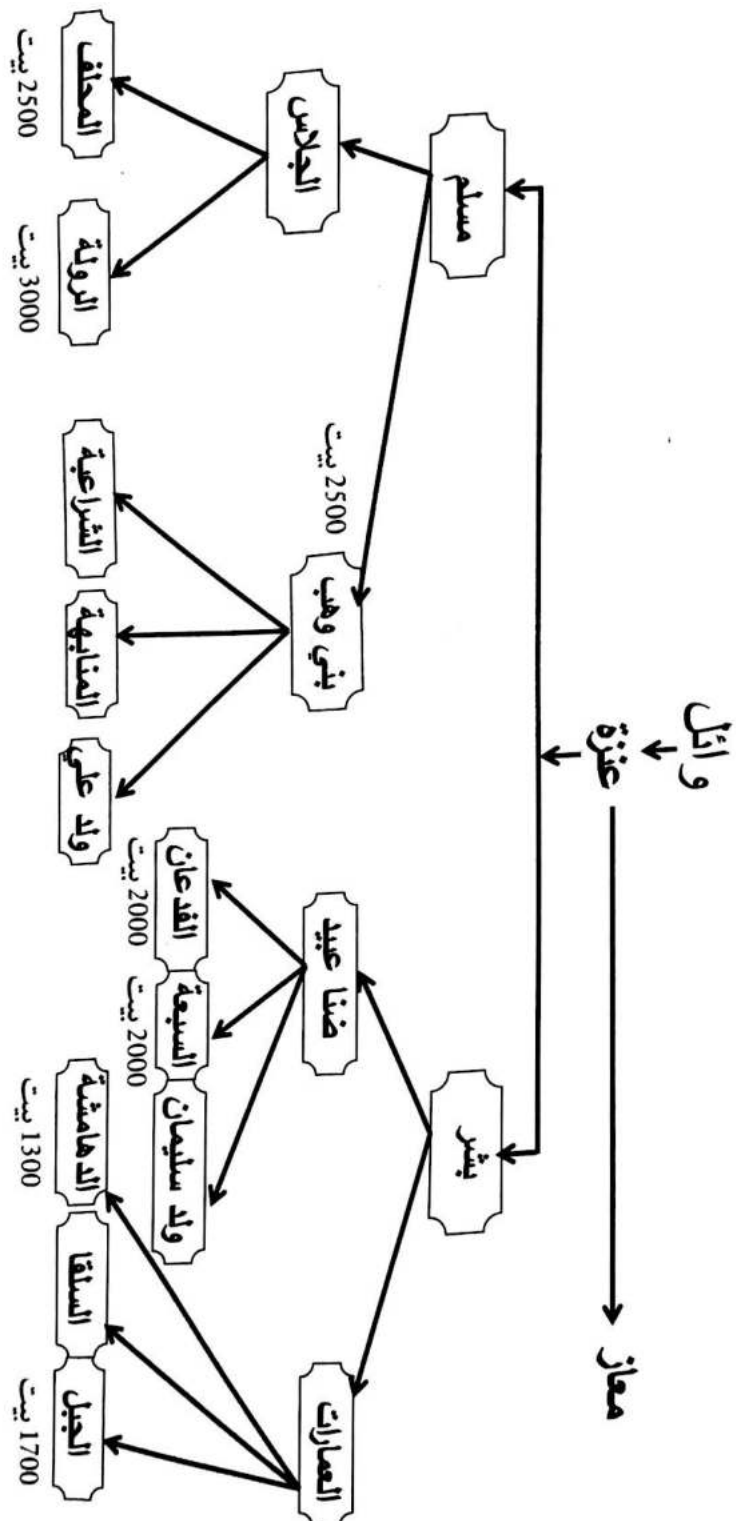 وائل
معاز
عنزة
بشر
مسلم
العمارات
ضنا عبيد
2500 بيت
بني وهب
الجلاس
ولد سليمان
السبعة
2000 بيت
الفدعان
2000 بيت
الجبل
1700 بيت
السلقا
الدهامشة
1300 بيت
ولد علي
المنابهة
الشراعبة
الرولة
3000 بيت
المحلف
2500 بيت